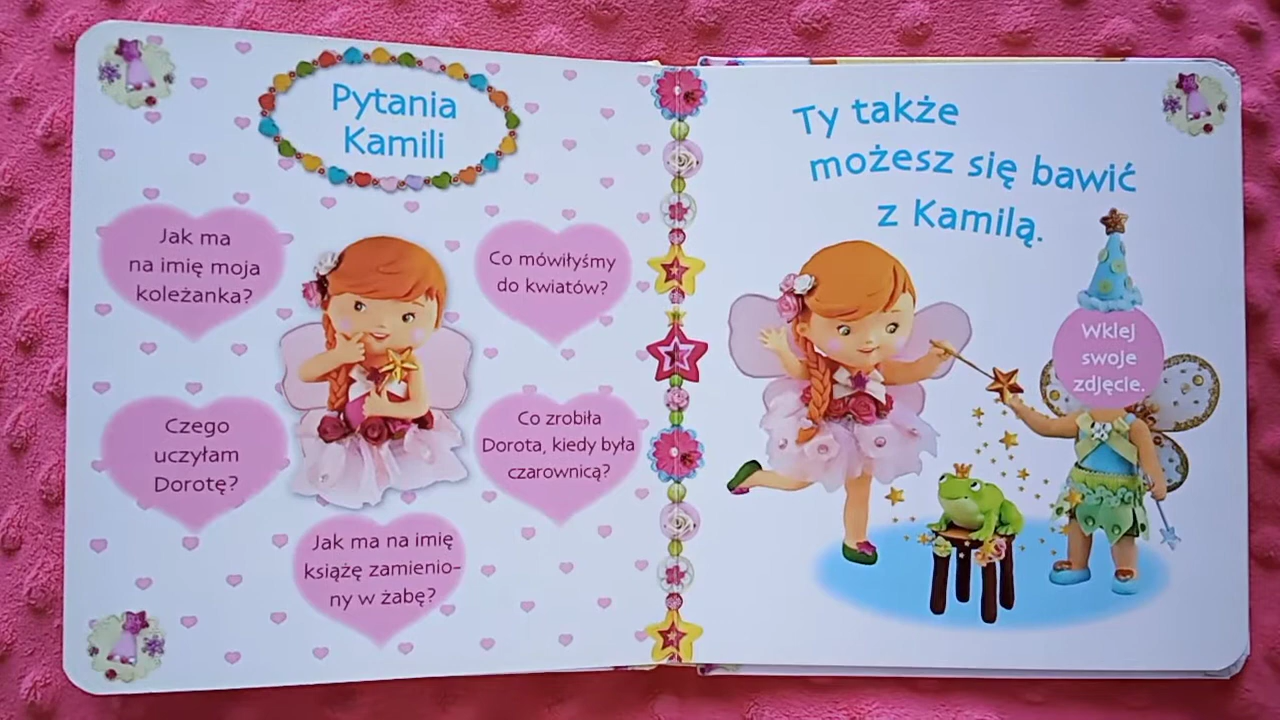 Pytania
Kamili
Jak ma
na imię moja
koleżanka?
Co mówiłyśmy
do kwiatów?
Czego
uczyłam
Dorotę?
Co zrobiła
Dorota, kiedy była
czarownicą?
Jak ma na imię
książę zamienio-
ny w żabę?
Ty także
możesz się bawić
z Kamilą.
Wklej
swoje
zdjęcie.